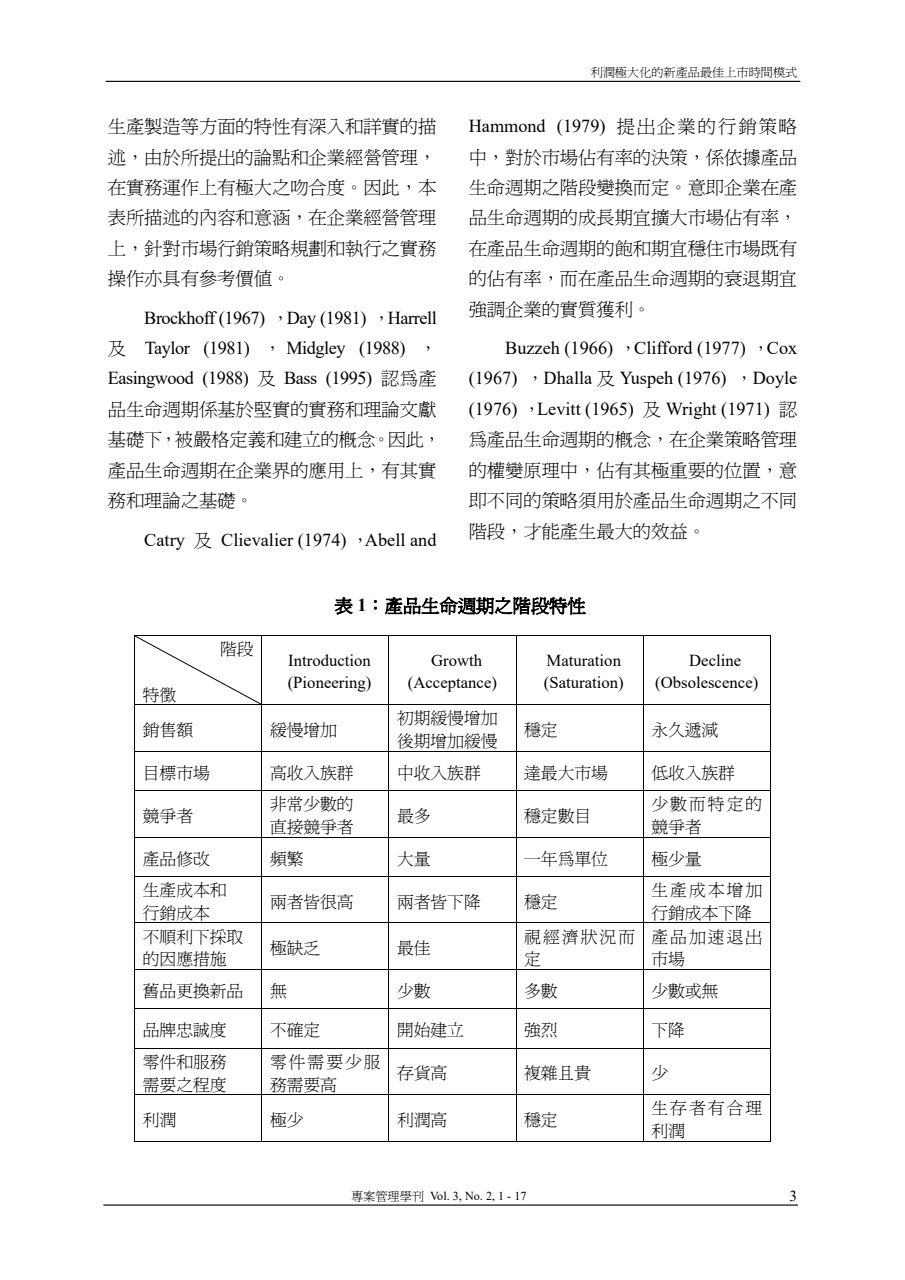 利潤極大化的新產品最佳上市時間模式
生產製造等方面的特性有深入和詳實的描
述，由於所提出的論點和企業經營管理，
在實務運作上有極大之吻合度。因此，本
表所描述的內容和意涵，在企業經營管理
上，針對市場行銷策略規劃和執行之實務
操作亦具有參考價值。
Brockhoff (1967) ，Day (1981) ，Harrell
及 Taylor (1981) ，Midgley (1988) ，
Easingwood (1988) 及 Bass (1995) 認爲產
品生命週期係基於堅實的實務和理論文獻
基礎下，被嚴格定義和建立的概念。因此，
產品生命週期在企業界的應用上，有其實
務和理論之基礎。
Catry 及 Clievalier (1974) ，Abell and
Hammond (1979) 提出企業的行銷策略
中，對於市場佔有率的決策，係依據產品
生命週期之階段變換而定。意即企業在產
品生命週期的成長期宜擴大市場佔有率，
在產品生命週期的飽和期宜穩住市場既有
的佔有率，而在產品生命週期的衰退期宜
強調企業的實質獲利。
Buzzeh (1966) ，Clifford (1977) ，Cox
(1967) ，Dhalla 及 Yuspeh (1976) ，Doyle
(1976) ，Levitt (1965) 及 Wright (1971) 認
爲產品生命週期的概念，在企業策略管理
的權變原理中，佔有其極重要的位置，意
即不同的策略須用於產品生命週期之不同
階段，才能產生最大的效益。
表 1：產品生命週期之階段特性
階段
特徵
Introduction
(Pioneering)
Growth
(Acceptance)
Maturation
(Saturation)
Decline
(Obsolescence)
銷售額
緩慢增加
初期緩慢增加
後期增加緩慢
穩定
永久遞減
目標市場
高收入族群
中收入族群
達最大市場
低收入族群
競爭者
非常少數的
直接競爭者
最多
穩定數目
少數而特定的
競爭者
產品修改
頻繁
大量
一年爲單位
極少量
生產成本和
行銷成本
兩者皆很高
兩者皆下降
穩定
生產成本增加
行銷成本下降
不順利下採取
的因應措施
極缺乏
最佳
視經濟狀況而
定
產品加速退出
市場
舊品更換新品
無
少數
多數
少數或無
品牌忠誠度
不確定
開始建立
強烈
下降
零件和服務
需要之程度
零件需要少服
務需要高
存貨高
複雜且貴
少
利潤
極少
利潤高
穩定
生存者有合理
利潤
專案管理學刊 Vol. 3, No. 2, 1 - 17
3